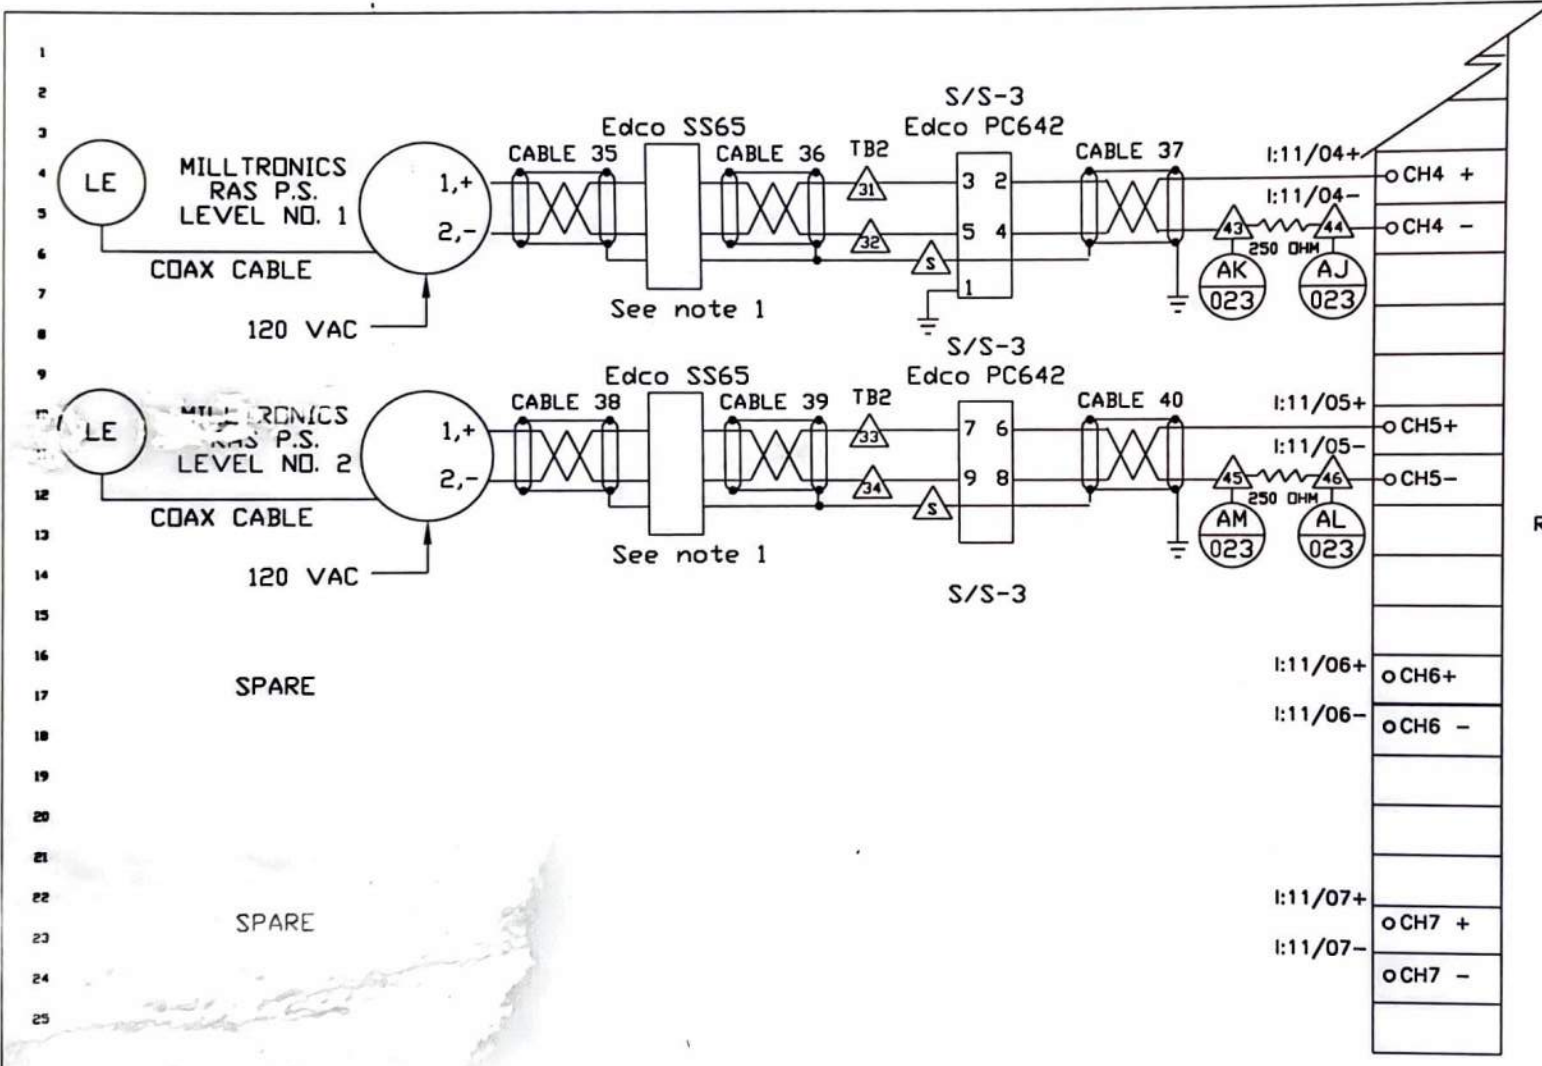 1
2
3
4
5
6
7
8
9
12
13
14
15
16
17
18
19
20
21
22
23
24
25
S/S-3
Edco SS65
Edco PC642
CABLE 35
CABLE 36
TB2
CABLE 37
I:11/04+
LE
MILLTRONICS
RAS P.S.
LEVEL NO. 1
1,+
31
3 2
CH4 +
I:11/04-
2,-
32
5 4
43
44
CH4 -
250 OHM
COAX CABLE
S
AK
023
AJ
023
1
See note 1
120 VAC
S/S-3
Edco SS65
Edco PC642
CABLE 38
CABLE 39
TB2
CABLE 40
I:11/05+
LE
P.S.
LEVEL NO. 2
1,+
33
7 6
CH5+
I:11/05-
2,-
34
9 8
45
46
CH5-
250 OHM
COAX CABLE
S
AM
023
AL
023
R
See note 1
120 VAC
S/S-3
SPARE
I:11/06+
CH6+
I:11/06-
CH6 -
SPARE
I:11/07+
CH7 +
I:11/07-
CH7 -